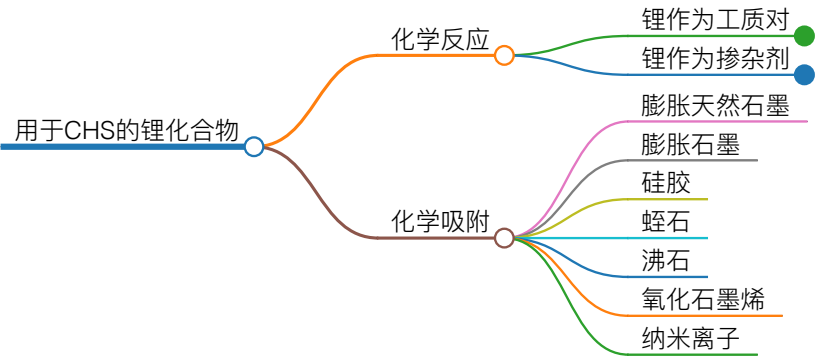 用于CHS的锂化合物
化学反应
锂作为工质对
锂作为掺杂剂
化学吸附
膨胀天然石墨
膨胀石墨
硅胶
蛭石
沸石
氧化石墨烯
纳米离子